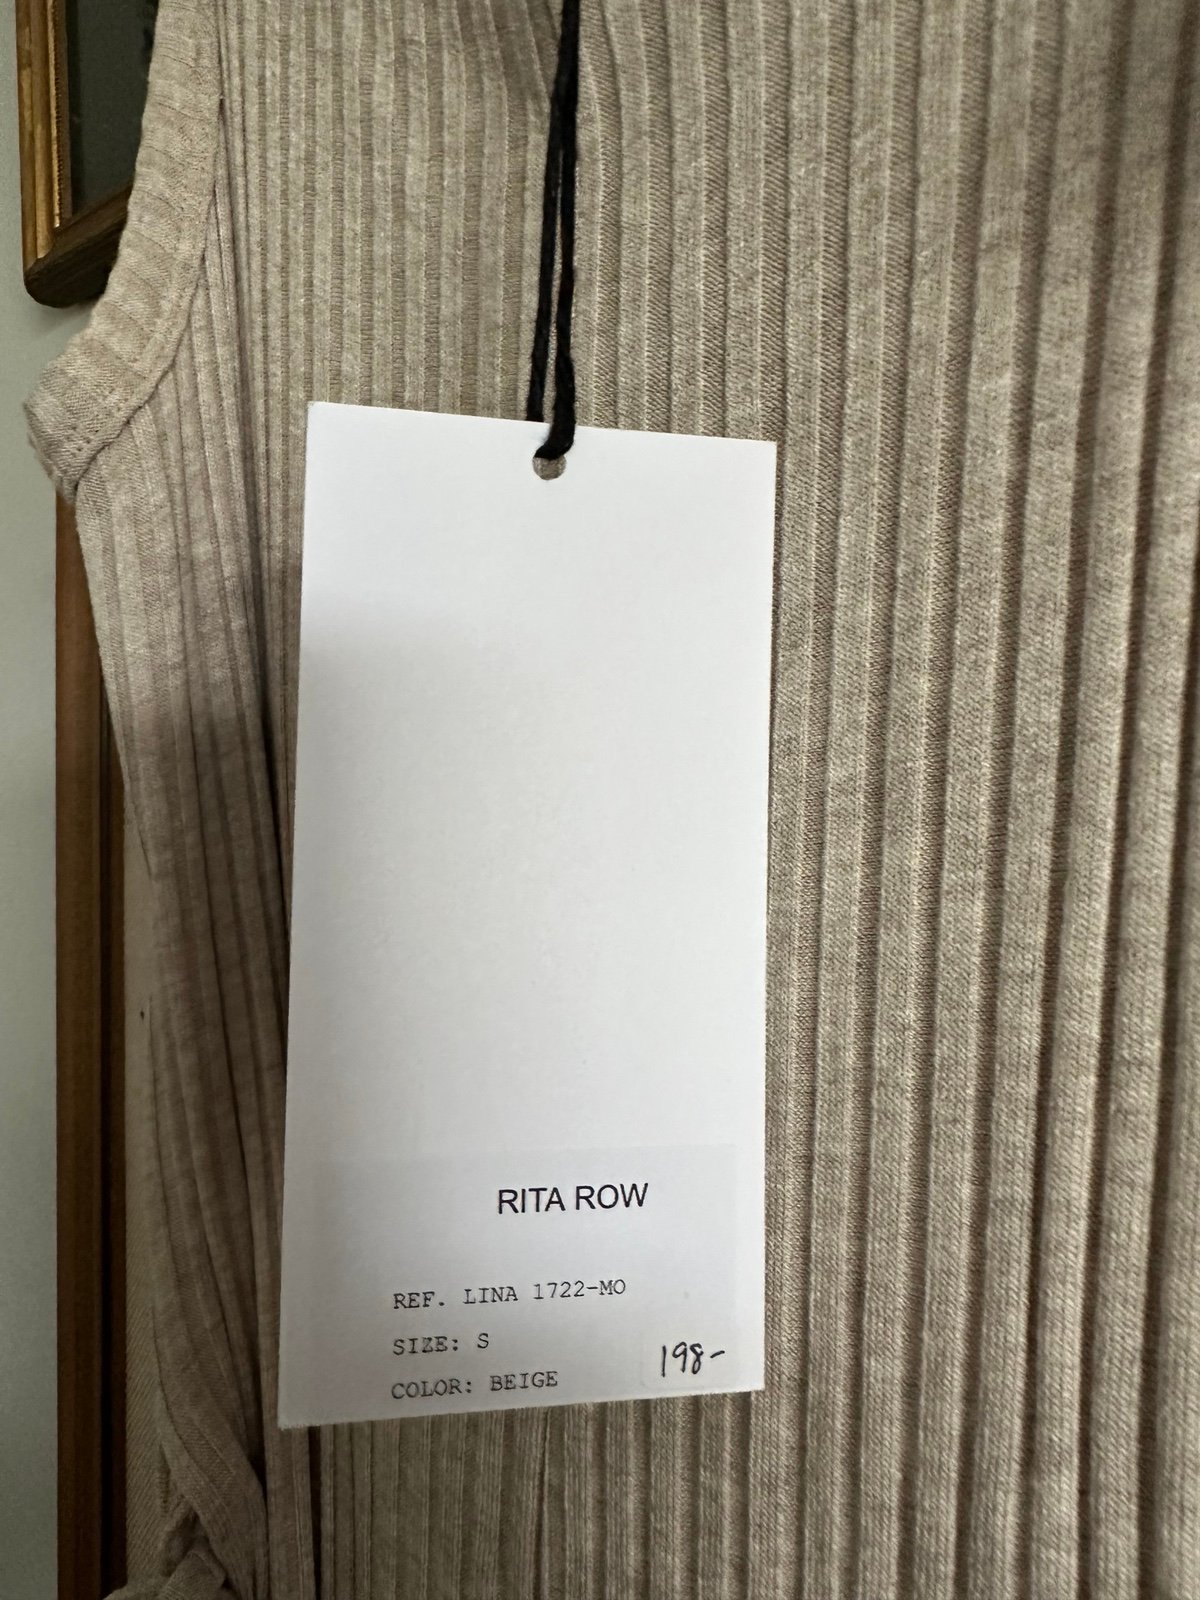 RITA ROW
REF. LINA 1722-MO
SIZE: S
198-
COLOR: BEIGE